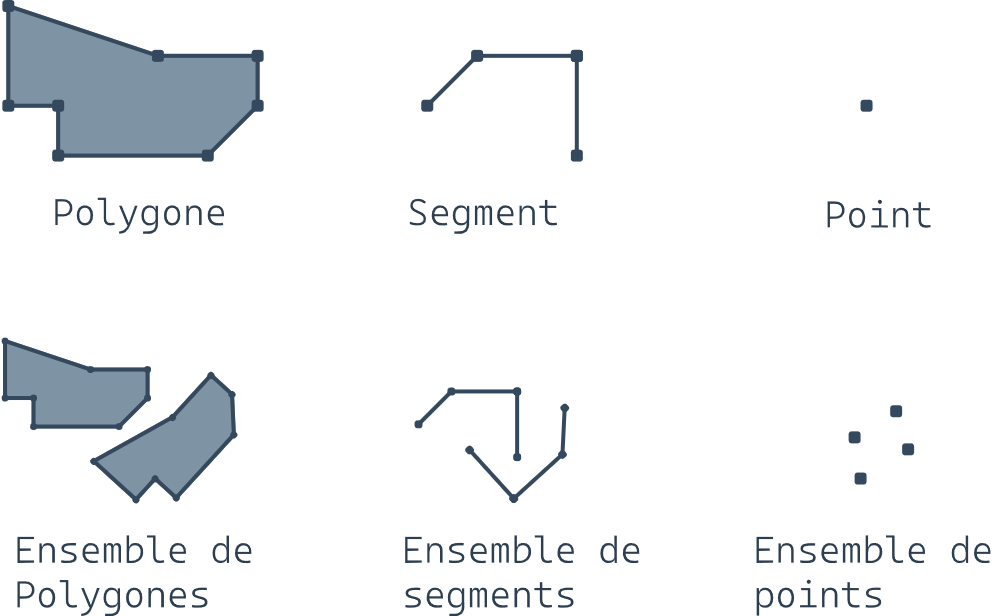 Polygone
Segment
Point
Ensemble de
Polygones
Ensemble de
segments
Ensemble de
points